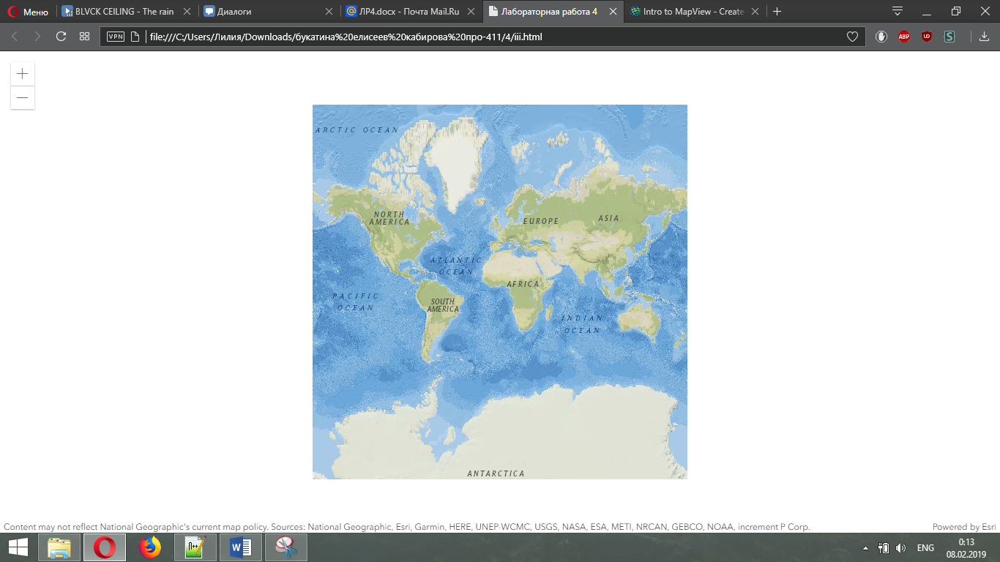 Меню
BLVCK CEILING - The rain
Диалоги
ЛР4.docx - Почта Mail.Ru
Лабораторная работа 4
Intro to MapView - Create
VPN
file:///C:/Users/Лилия/Downloads/букатина%20елисеев%20кабирова%20про-411/4/iii.html
ABP
UD
S
+
−
ARCTIC OCEAN
NORTH
AMERICA
EUROPE
ASIA
ATLANTIC
OCEAN
AFRICA
PACIFIC
OCEAN
SOUTH
AMERICA
INDIAN
OCEAN
ANTARCTICA
Content may not reflect National Geographic's current map policy. Sources: National Geographic, Esri, Garmin, HERE, UNEP-WCMC, USGS, NASA, ESA, METI, NRCAN, GEBCO, NOAA, increment P Corp.
Powered by Esri
ENG
0:13
08.02.2019